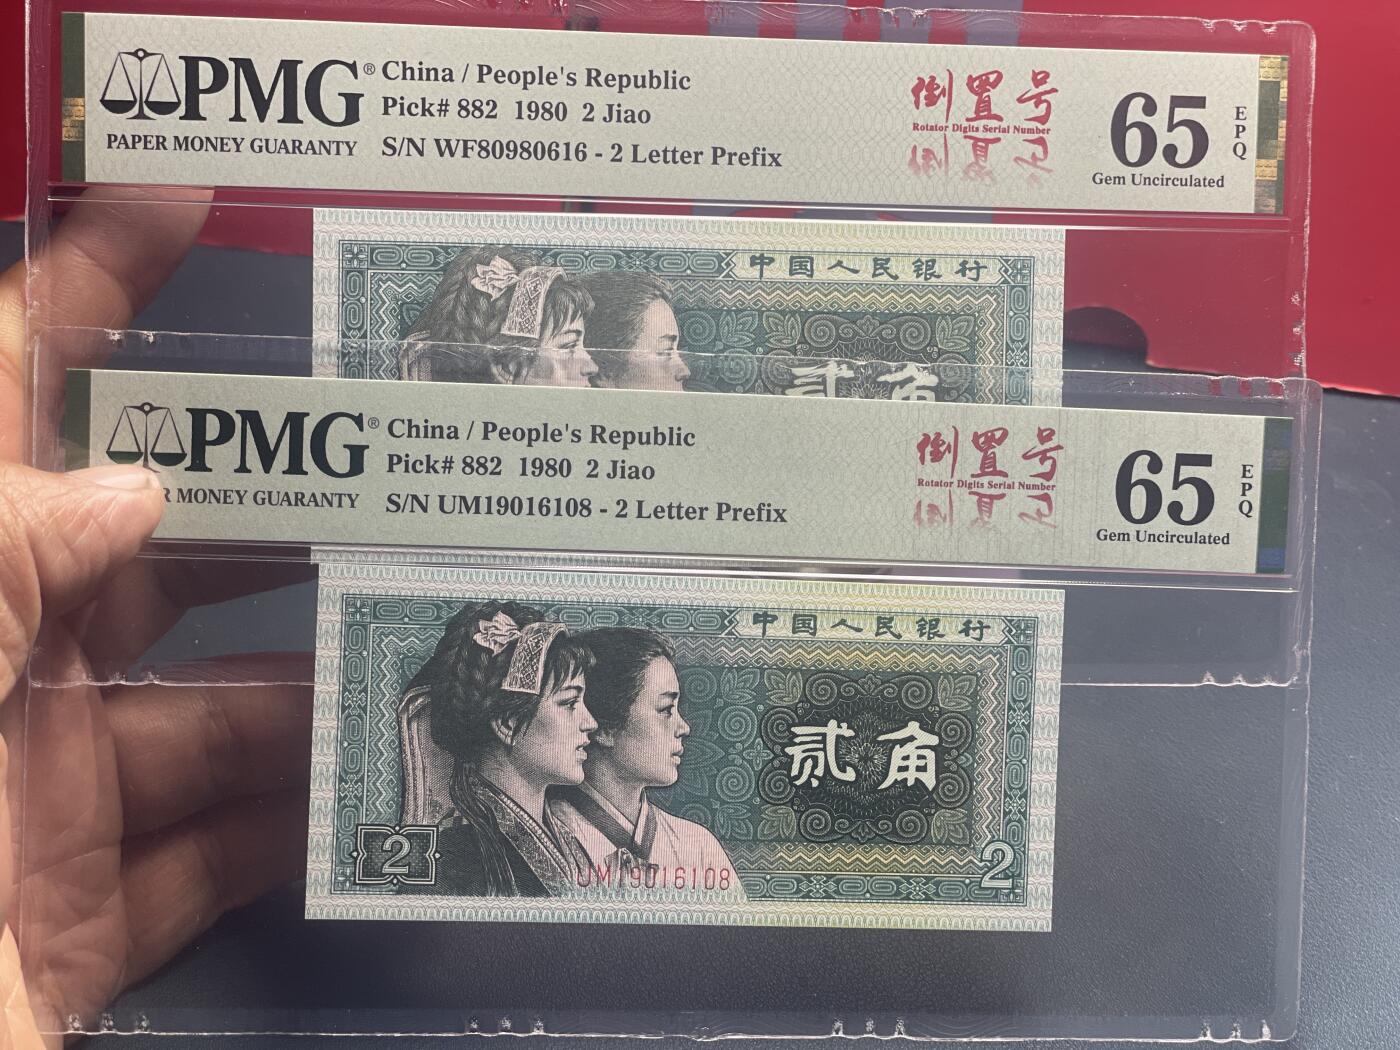 PMG®
PAPER MONEY GUARANTY
China / People's Republic
Pick# 882 1980 2 Jiao
S/N WF80980616 - 2 Letter Prefix
倒置号
Rotator Digits Serial Number
65
EPQ
Gem Uncirculated
中国人民银行
贰角
PMG®
R MONEY GUARANTY
China / People's Republic
Pick# 882 1980 2 Jiao
S/N UM19016108 - 2 Letter Prefix
倒置号
Rotator Digits Serial Number
65
EPQ
Gem Uncirculated
中国人民银行
贰角
2
UM19016108
2